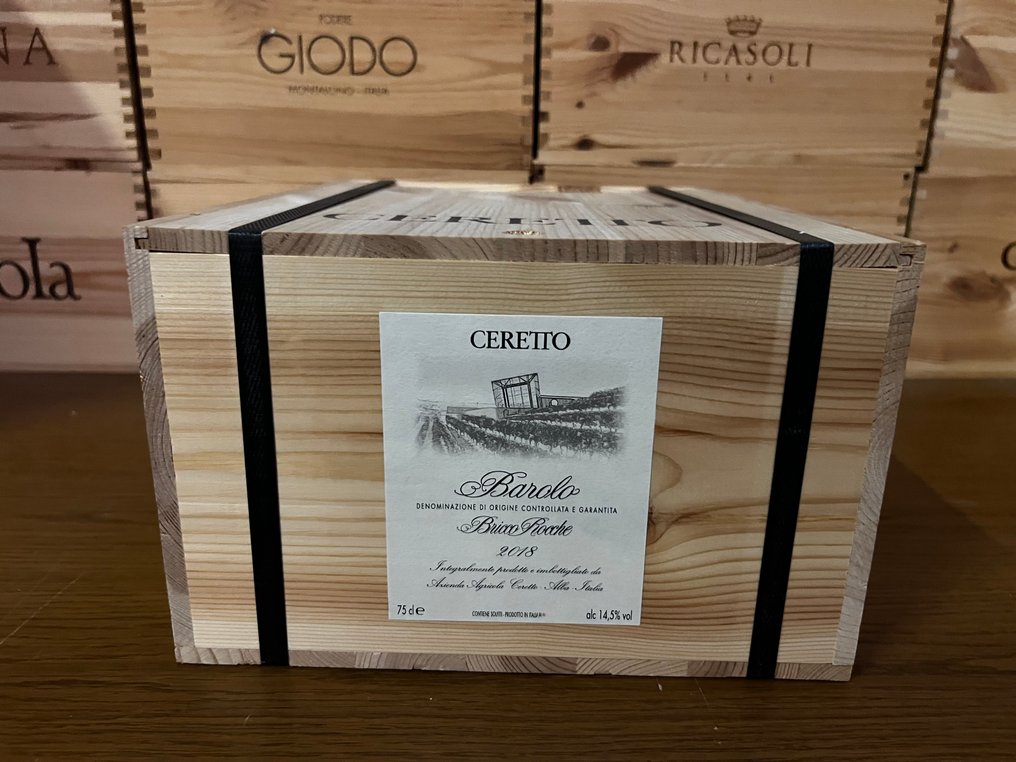 NA
PODERE
GIODO
MONTALCINO - ITALIA
RICASOLI
1141
ola
CERETTO
CERETTO
Barolo
DENOMINAZIONE DI ORIGINE CONTROLLATA E GARANTITA
Bricco Rocche
2018
Integralmente prodotto e imbottigliato da
Azienda Agricola Ceretto - Alba - Italia
75 cl e
CONTIENE SOLFITI - PRODOTTO IN ITALIA
alc 14,5% vol